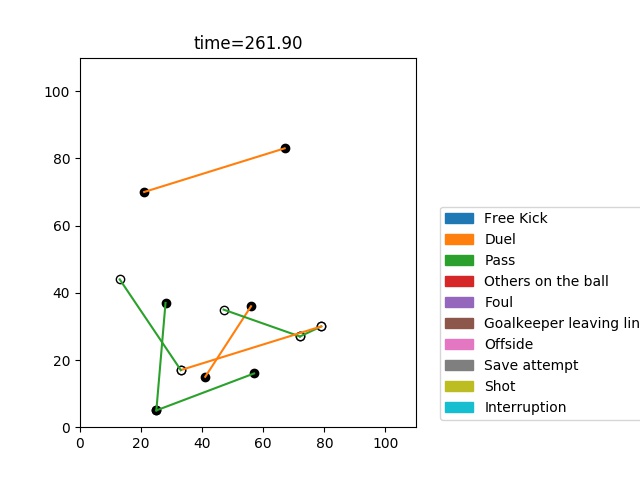 time=261.90
100
80
60
40
20
0
0 20 40 60 80 100
Free Kick
Duel
Pass
Others on the ball
Foul
Goalkeeper leaving lin
Offside
Save attempt
Shot
Interruption